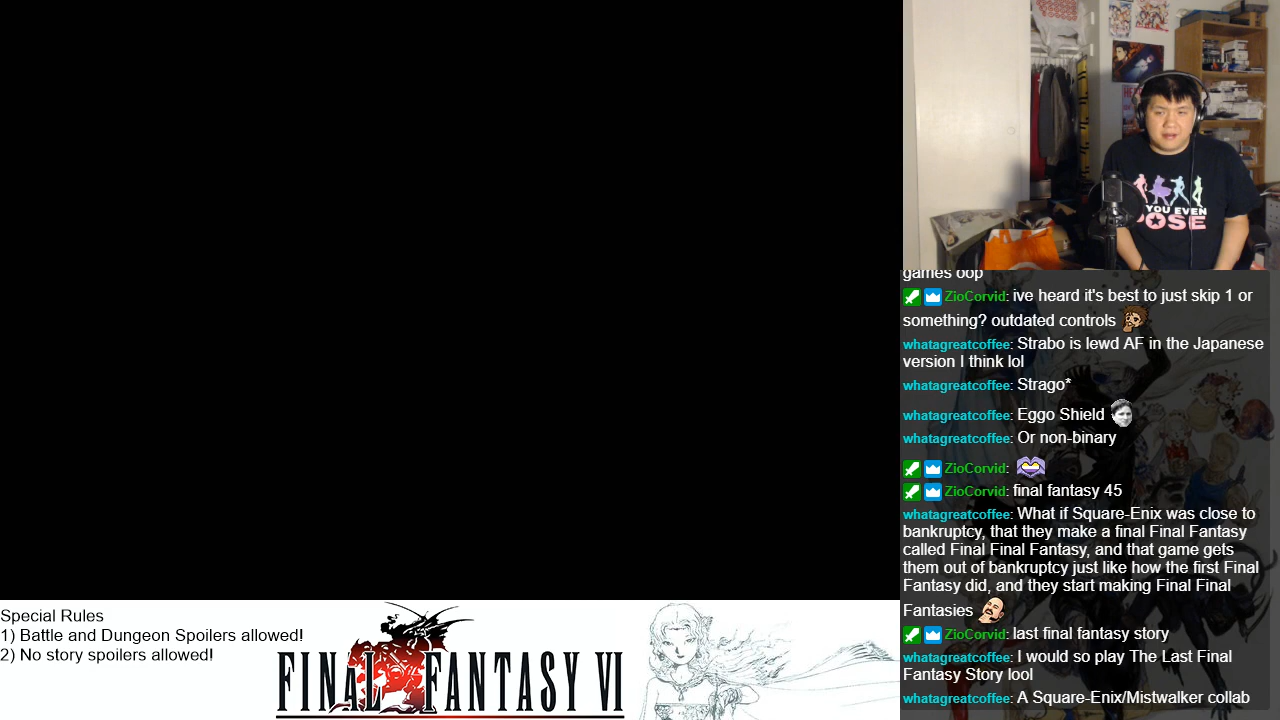 YOU EVEN
POSE
games oop
ZioCorvid: ive heard it's best to just skip 1 or
something? outdated controls
whatagreatcoffee: Strabo is lewd AF in the Japanese
version I think lol
whatagreatcoffee: Strago*
whatagreatcoffee: Eggo Shield
whatagreatcoffee: Or non-binary
ZioCorvid:
ZioCorvid: final fantasy 45
whatagreatcoffee: What if Square-Enix was close to
bankruptcy, that they make a final Final Fantasy
called Final Final Fantasy, and that game gets
them out of bankruptcy just like how the first Final
Fantasy did, and they start making Final Final
Fantasies
ZioCorvid: last final fantasy story
whatagreatcoffee: I would so play The Last Final
Fantasy Story lool
whatagreatcoffee: A Square-Enix/Mistwalker collab
Special Rules
1) Battle and Dungeon Spoilers allowed!
2) No story spoilers allowed!
FINAL FANTASY VI